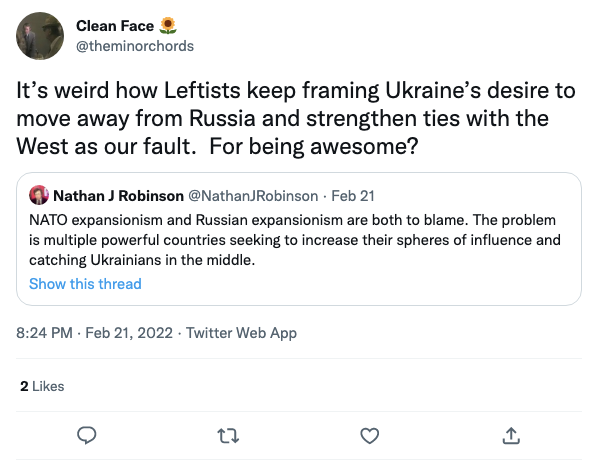 Clean Face 🌻
@theminorchords
It’s weird how Leftists keep framing Ukraine’s desire to
move away from Russia and strengthen ties with the
West as our fault.  For being awesome?
Nathan J Robinson @NathanJRobinson · Feb 21
NATO expansionism and Russian expansionism are both to blame. The problem
is multiple powerful countries seeking to increase their spheres of influence and
catching Ukrainians in the middle.
Show this thread
8:24 PM · Feb 21, 2022 · Twitter Web App
2 Likes